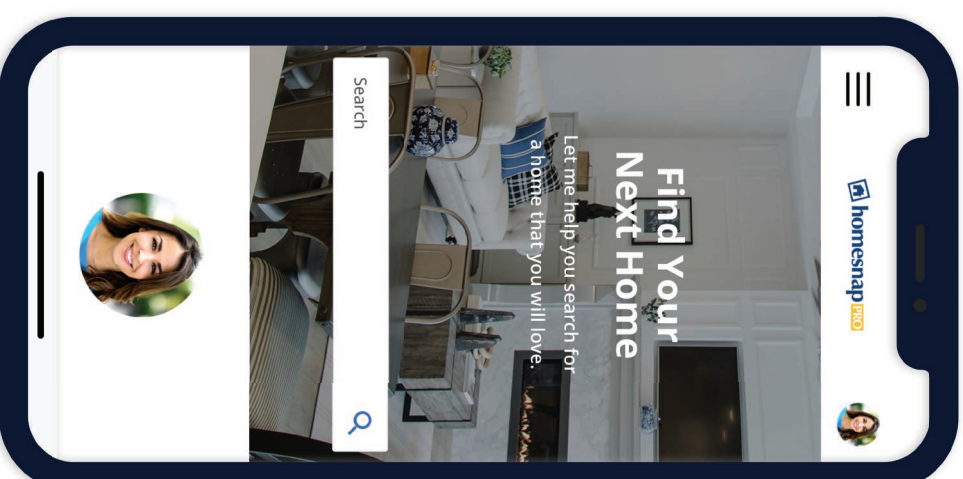 homesnap PRO
Find Your
Next Home
Let me help you search for
a home that you will love.
Search